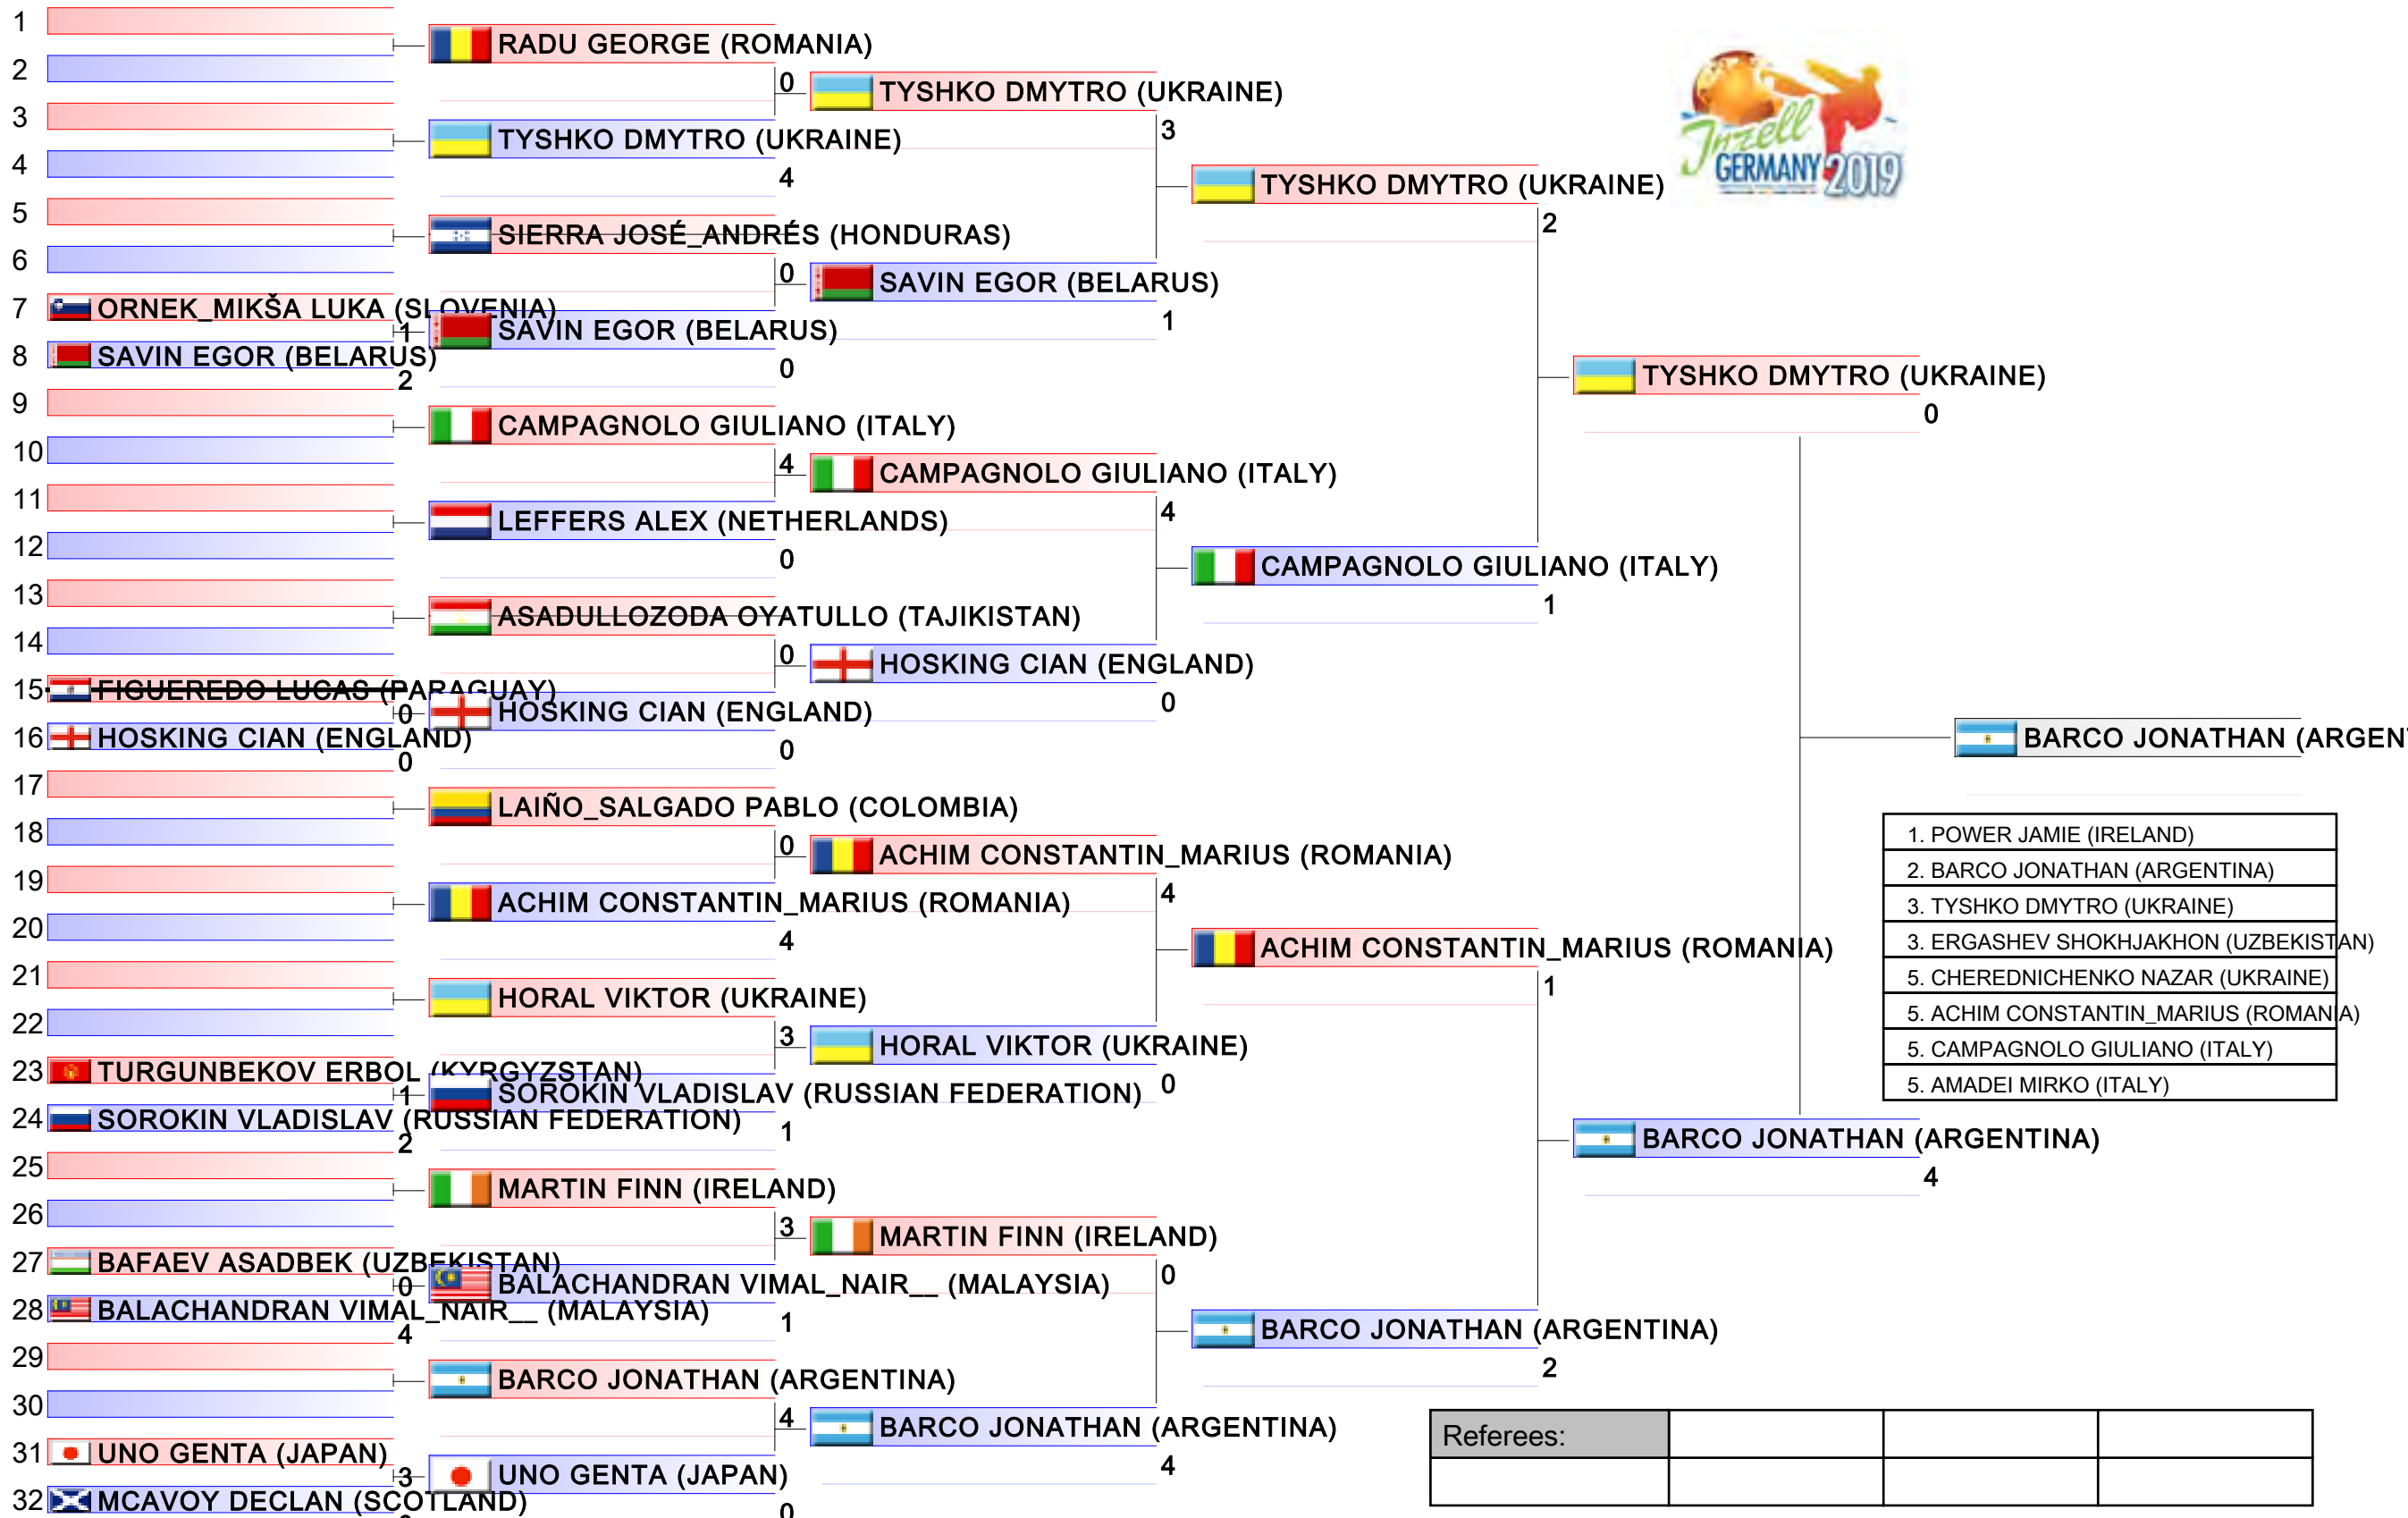 1
RADU GEORGE (ROMANIA)
2
0
TYSHKO DMYTRO (UKRAINE)
3
3
TYSHKO DMYTRO (UKRAINE)
4
4
TYSHKO DMYTRO (UKRAINE)
Inzell
GERMANY 2019
5
2
SIERRA JOSÉ_ANDRÉS (HONDURAS)
6
0
SAVIN EGOR (BELARUS)
7 ORNEK_MIKŠA LUKA (SLOVENIA)
1
1
SAVIN EGOR (BELARUS)
8 SAVIN EGOR (BELARUS)
2
0
TYSHKO DMYTRO (UKRAINE)
0
9
CAMPAGNOLO GIULIANO (ITALY)
10
4
CAMPAGNOLO GIULIANO (ITALY)
11
4
LEFFERS ALEX (NETHERLANDS)
12
0
CAMPAGNOLO GIULIANO (ITALY)
13
1
ASADULLOZODA OYATULLO (TAJIKISTAN)
14
0
HOSKING CIAN (ENGLAND)
15 FIGUEREDO LUCAS (PARAGUAY)
0
0
HOSKING CIAN (ENGLAND)
16 HOSKING CIAN (ENGLAND)
0
0
BARCO JONATHAN (ARGEN
17
LAIÑO_SALGADO PABLO (COLOMBIA)
18
0
ACHIM CONSTANTIN_MARIUS (ROMANIA)
19
4
ACHIM CONSTANTIN_MARIUS (ROMANIA)
20
4
ACHIM CONSTANTIN_MARIUS (ROMANIA)
1
21
HORAL VIKTOR (UKRAINE)
22
3
HORAL VIKTOR (UKRAINE)
23 TURGUNBEKOV ERBOL (KYRGYZSTAN)
1
0
SOROKIN VLADISLAV (RUSSIAN FEDERATION)
24 SOROKIN VLADISLAV (RUSSIAN FEDERATION)
2
1
BARCO JONATHAN (ARGENTINA)
4
25
MARTIN FINN (IRELAND)
26
3
MARTIN FINN (IRELAND)
27 BAFAEV ASADBEK (UZBEKISTAN)
0
0
BALACHANDRAN VIMAL_NAIR__ (MALAYSIA)
28 BALACHANDRAN VIMAL_NAIR__ (MALAYSIA)
4
1
BARCO JONATHAN (ARGENTINA)
2
29
BARCO JONATHAN (ARGENTINA)
30
4
BARCO JONATHAN (ARGENTINA)
31 UNO GENTA (JAPAN)
3
4
UNO GENTA (JAPAN)
32 MCAVOY DECLAN (SCOTLAND)
0
1. POWER JAMIE (IRELAND)
2. BARCO JONATHAN (ARGENTINA)
3. TYSHKO DMYTRO (UKRAINE)
3. ERGASHEV SHOKHJAKHON (UZBEKISTAN)
5. CHEREDNICHENKO NAZAR (UKRAINE)
5. ACHIM CONSTANTIN_MARIUS (ROMANIA)
5. CAMPAGNOLO GIULIANO (ITALY)
5. AMADEI MIRKO (ITALY)
Referees: